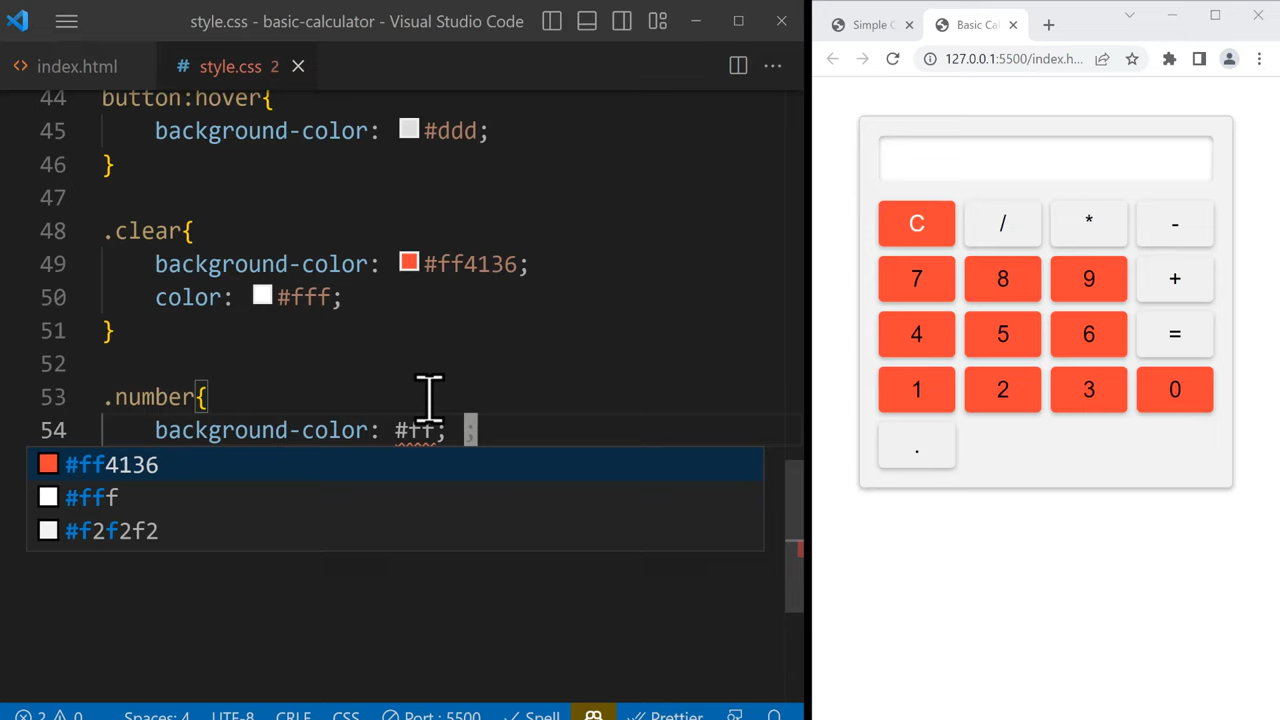 style.css - basic-calculator - Visual Studio Code
<> index.html
# style.css 2
44 button:hover{
45 background-color: #ddd;
46 }
47
48 .clear{
49 background-color: #ff4136;
50 color: #fff;
51 }
52
53 .number{
54 background-color: #ff; ;
#ff4136
#fff
#f2f2f2
2 0 Spaces: 4 UTF-8 CRLF CSS Port : 5500 Spell Prettier
Simple C
Basic Cal
127.0.0.1:5500/index.h...
C / * -
7 8 9 +
4 5 6 =
1 2 3 0
.